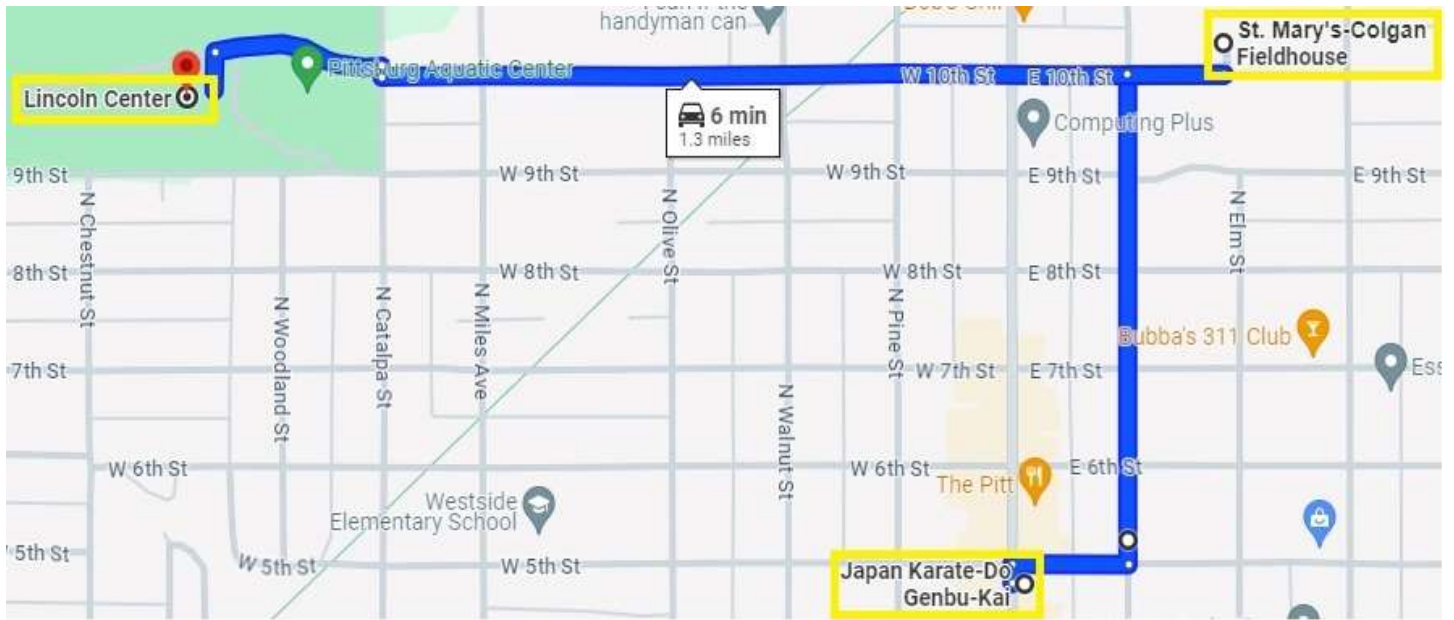 handyman can
St. Mary's-Colgan
Fieldhouse
Pittsburg Aquatic Center
W 10th St
E 10th St
Lincoln Center
6 min
1.3 miles
Computing Plus
9th St
W 9th St
W 9th St
E 9th St
E 9th St
N Chestnut St
N Olive St
N Elm St
8th St
W 8th St
W 8th St
E 8th St
N Woodland St
N Catalpa St
N Miles Ave
N Pine St
Bubba's 311 Club
7th St
W 7th St
E 7th St
N Walnut St
W 6th St
W 6th St
E 6th St
The Pitt
Westside
Elementary School
5th St
W 5th St
W 5th St
Japan Karate-Do
Genbu-Kai